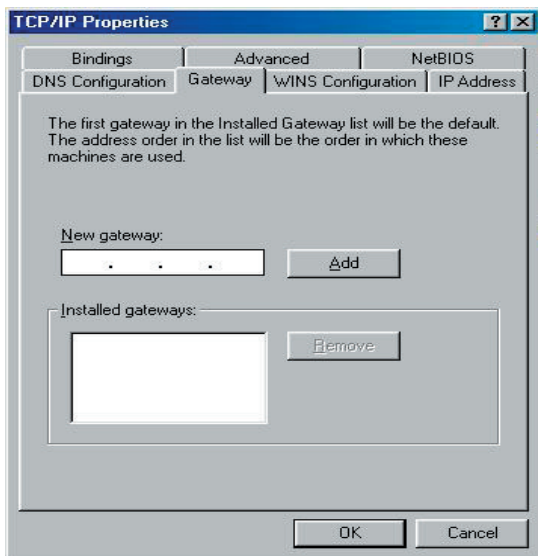 TCP/IP Properties
Bindings Advanced NetBIOS
DNS Configuration Gateway WINS Configuration IP Address
The first gateway in the Installed Gateway list will be the default.
The address order in the list will be the order in which these
machines are used.
New gateway:
. . .
Add
Installed gateways:
Remove
OK Cancel